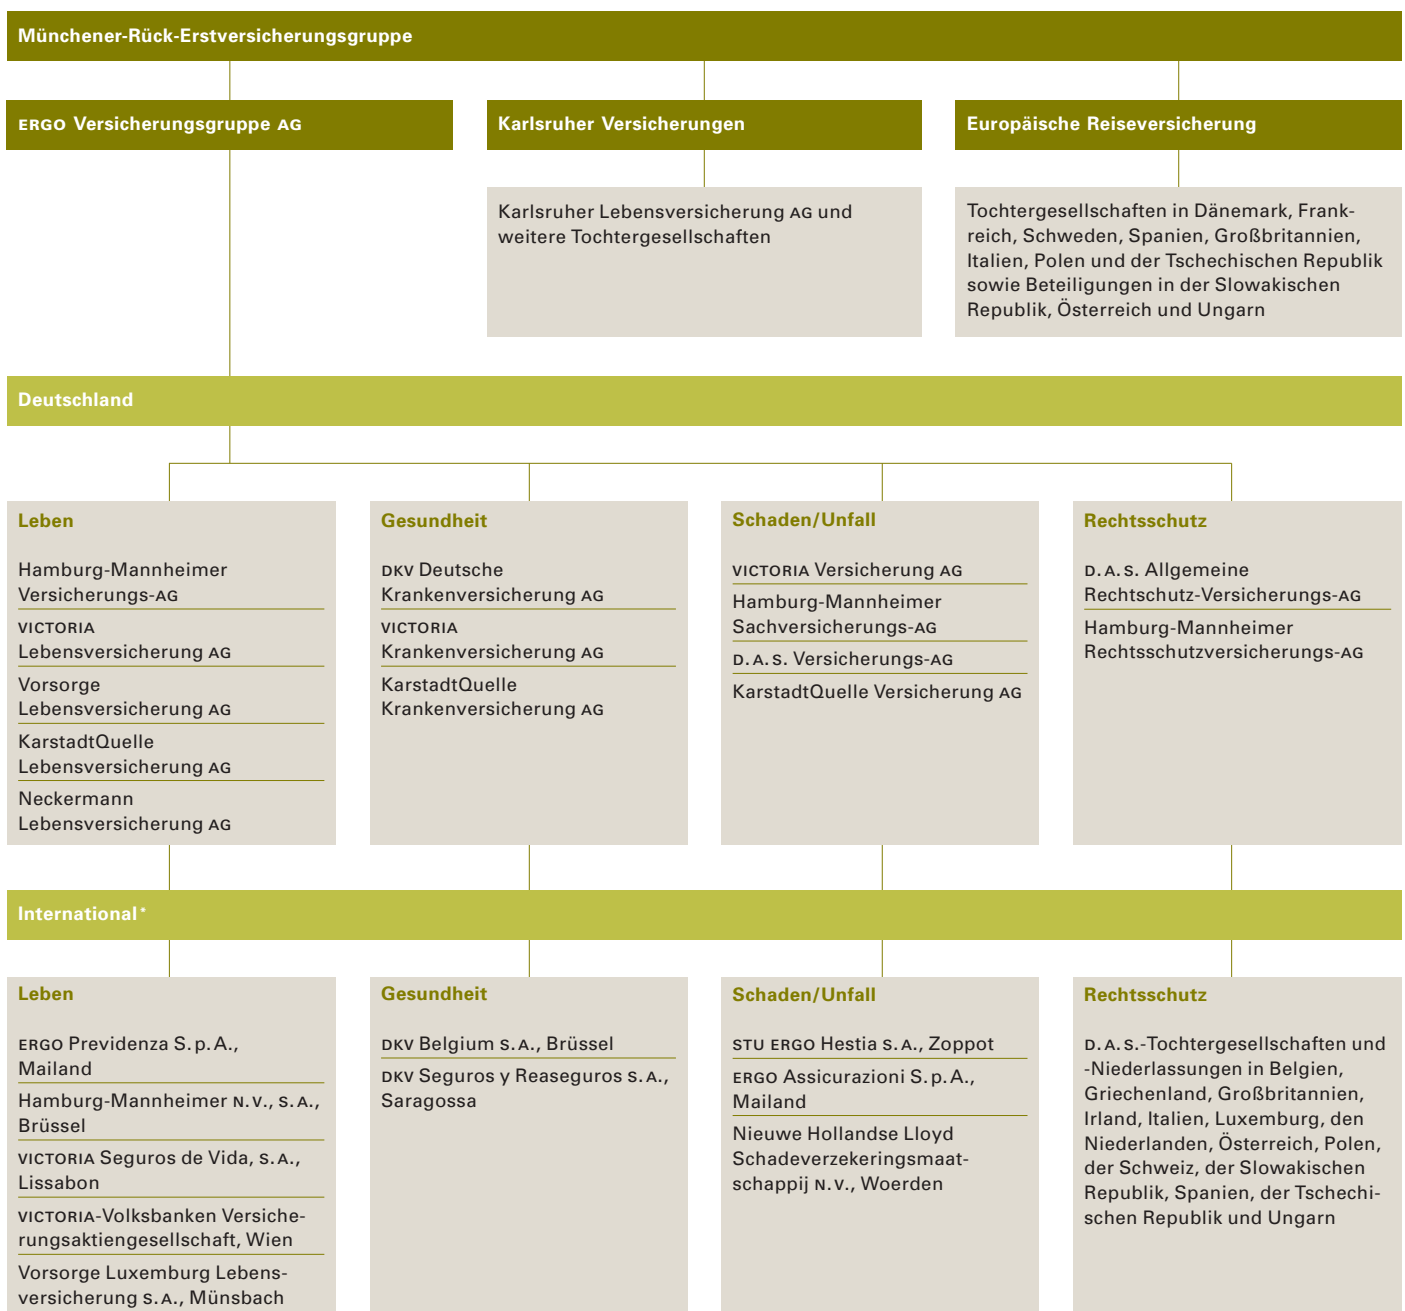 Münchener-Rück-Erstversicherungsgruppe
ERGO Versicherungsgruppe AG
Karlsruher Versicherungen
Europäische Reiseversicherung
Karlsruher Lebensversicherung AG und
weitere Tochtergesellschaften
Tochtergesellschaften in Dänemark, Frank-
reich, Schweden, Spanien, Großbritannien,
Italien, Polen und der Tschechischen Republik
sowie Beteiligungen in der Slowakischen
Republik, Österreich und Ungarn
Deutschland
Leben
Hamburg-Mannheimer
Versicherungs-AG
VICTORIA
Lebensversicherung AG
Vorsorge
Lebensversicherung AG
KarstadtQuelle
Lebensversicherung AG
Neckermann
Lebensversicherung AG
Gesundheit
DKV Deutsche
Krankenversicherung AG
VICTORIA
Krankenversicherung AG
KarstadtQuelle
Krankenversicherung AG
Schaden/Unfall
VICTORIA Versicherung AG
Hamburg-Mannheimer
Sachversicherungs-AG
D.A.S. Versicherungs-AG
KarstadtQuelle Versicherung AG
Rechtsschutz
D.A.S. Allgemeine
Rechtschutz-Versicherungs-AG
Hamburg-Mannheimer
Rechtsschutzversicherungs-AG
International*
Leben
ERGO Previdenza S.p.A.,
Mailand
Hamburg-Mannheimer N.V., S.A.,
Brüssel
VICTORIA Seguros de Vida, S.A.,
Lissabon
VICTORIA-Volksbanken Versiche-
rungsaktiengesellschaft, Wien
Vorsorge Luxemburg Lebens-
versicherung S.A., Münsbach
Gesundheit
DKV Belgium S.A., Brüssel
DKV Seguros y Reaseguros S.A.,
Saragossa
Schaden/Unfall
STU ERGO Hestia S.A., Zoppot
ERGO Assicurazioni S.p.A.,
Mailand
Nieuwe Hollandse Lloyd
Schadeverzekeringsmaat-
schappij N.V., Woerden
Rechtsschutz
D.A.S.-Tochtergesellschaften und
-Niederlassungen in Belgien,
Griechenland, Großbritannien,
Irland, Italien, Luxemburg, den
Niederlanden, Österreich, Polen,
der Schweiz, der Slowakischen
Republik, Spanien, der Tschechi-
schen Republik und Ungarn